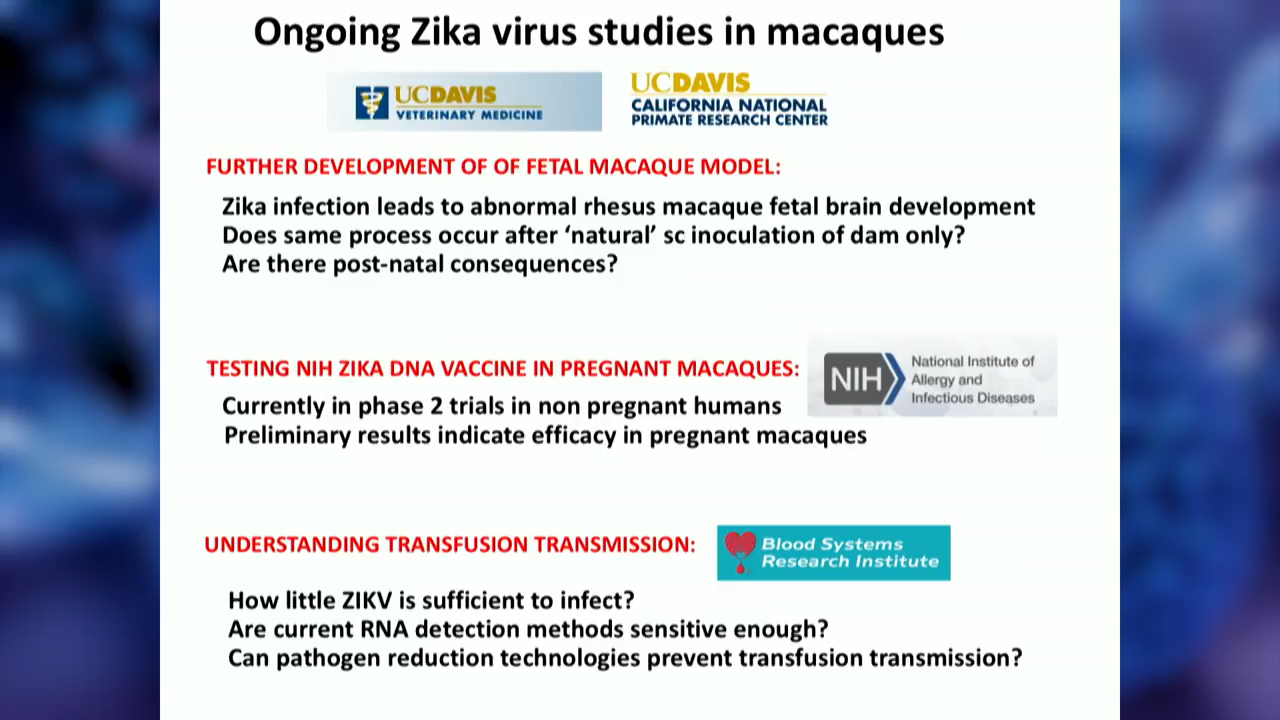 Ongoing Zika virus studies in macaques
UCDAVIS
VETERINARY MEDICINE
UCDAVIS
CALIFORNIA NATIONAL
PRIMATE RESEARCH CENTER
FURTHER DEVELOPMENT OF OF FETAL MACAQUE MODEL:
Zika infection leads to abnormal rhesus macaque fetal brain development
Does same process occur after ‘natural’ sc inoculation of dam only?
Are there post-natal consequences?
TESTING NIH ZIKA DNA VACCINE IN PREGNANT MACAQUES:
NIH
National Institute of
Allergy and
Infectious Diseases
Currently in phase 2 trials in non pregnant humans
Preliminary results indicate efficacy in pregnant macaques
UNDERSTANDING TRANSFUSION TRANSMISSION:
Blood Systems
Research Institute
How little ZIKV is sufficient to infect?
Are current RNA detection methods sensitive enough?
Can pathogen reduction technologies prevent transfusion transmission?